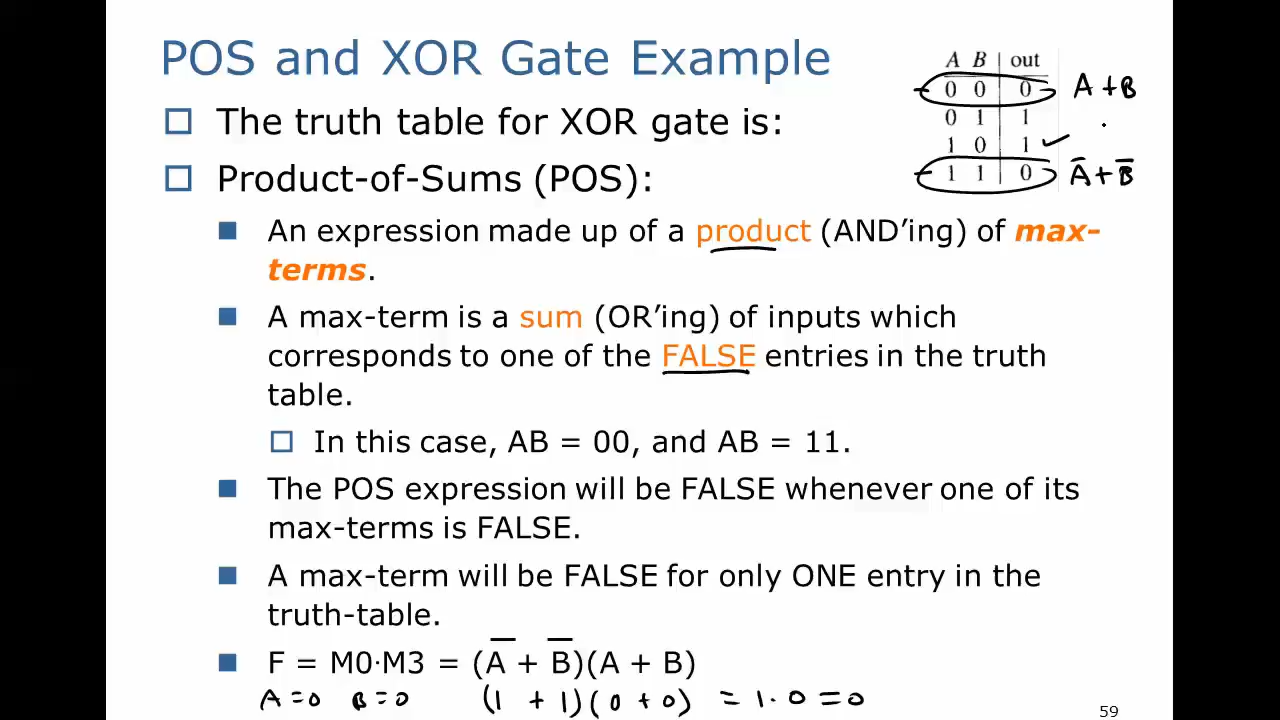 POS and XOR Gate Example
A B out
0 0 0 A + B
0 1 1 ·
1 0 1 ✓
1 1 0 A̅ + B̅
The truth table for XOR gate is:
Product-of-Sums (POS):
An expression made up of a product (AND’ing) of max-
terms.
A max-term is a sum (OR’ing) of inputs which
corresponds to one of the FALSE entries in the truth
table.
In this case, AB = 00, and AB = 11.
The POS expression will be FALSE whenever one of its
max-terms is FALSE.
A max-term will be FALSE for only ONE entry in the
truth-table.
F = M0·M3 = (A̅ + B̅)(A + B)
A=0 B=0 (1 + 1)(0 + 0) = 1·0 = 0
59